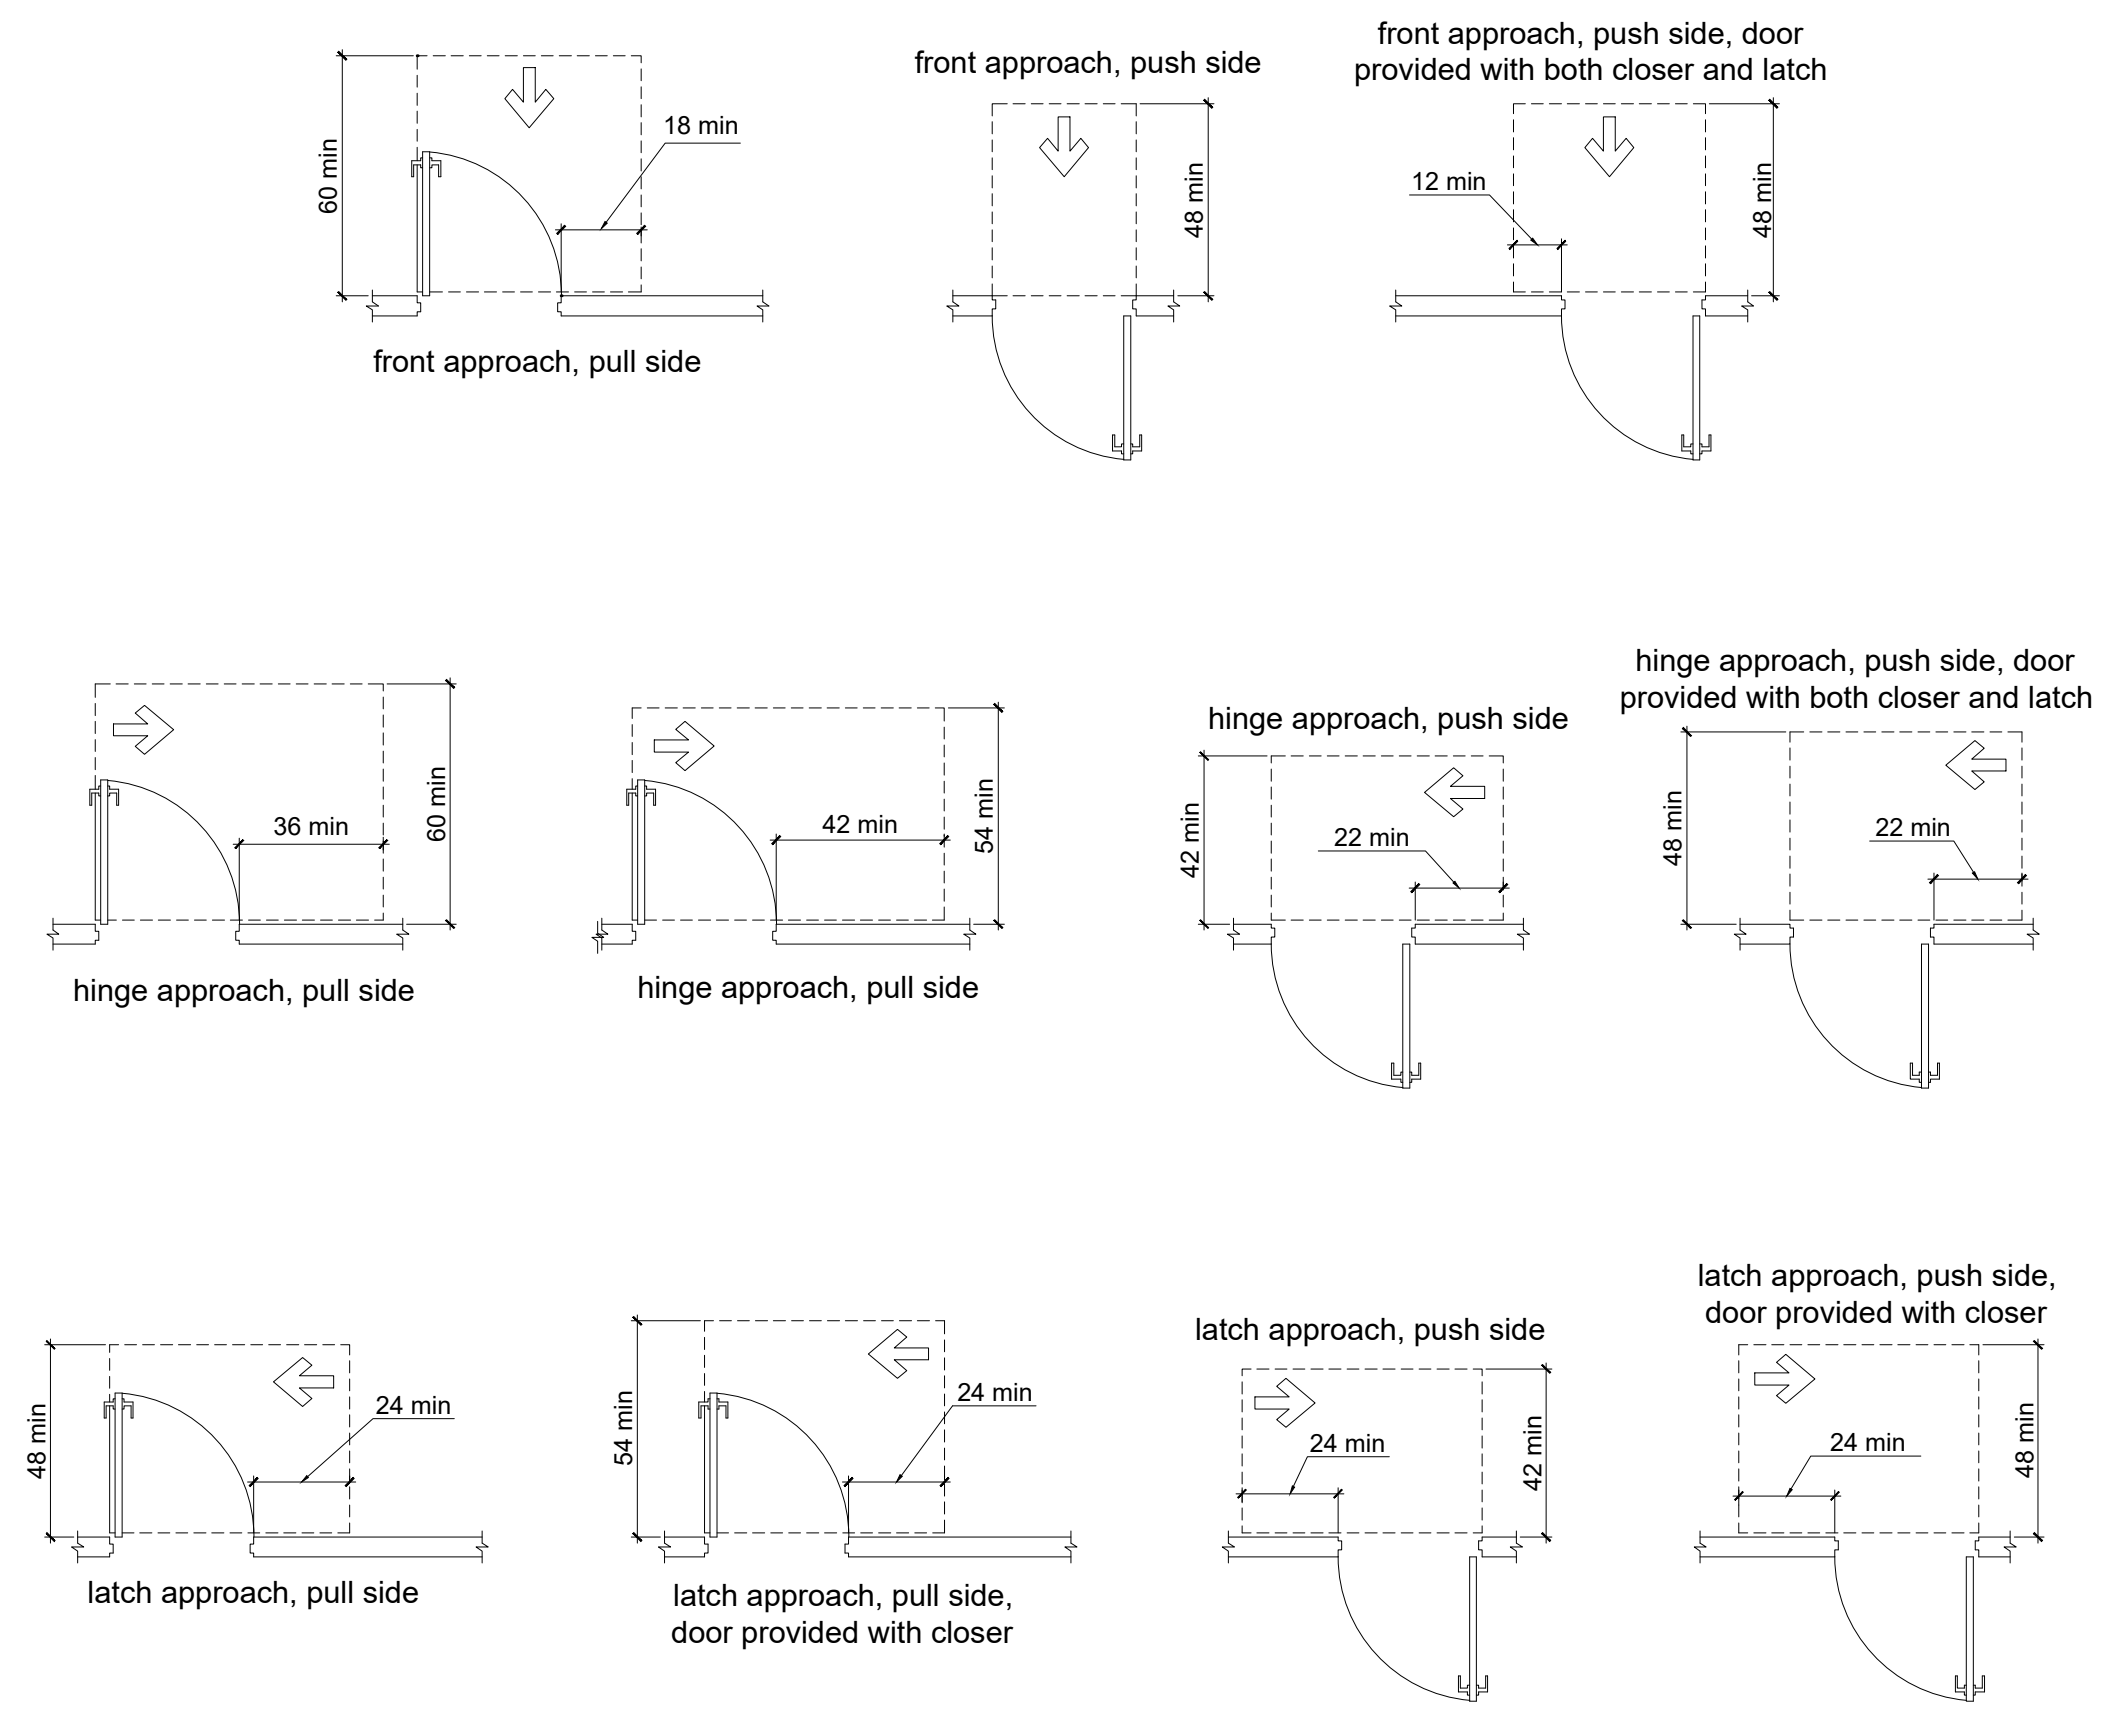 front approach, push side, door
provided with both closer and latch
front approach, push side
60 min
18 min
48 min
12 min
48 min
front approach, pull side
hinge approach, push side, door
provided with both closer and latch
hinge approach, push side
60 min
36 min
54 min
42 min
42 min
22 min
48 min
22 min
hinge approach, pull side
hinge approach, pull side
latch approach, push side,
door provided with closer
latch approach, push side
48 min
24 min
54 min
24 min
24 min
42 min
24 min
48 min
latch approach, pull side
latch approach, pull side,
door provided with closer